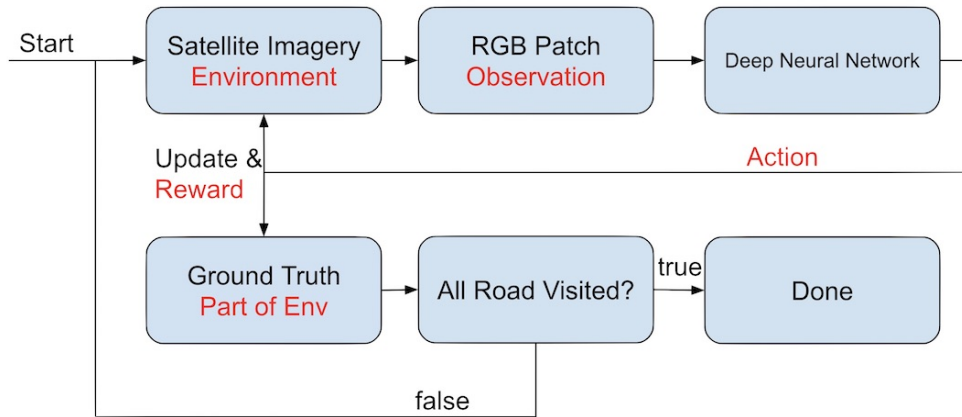 Start
Satellite Imagery
Environment
RGB Patch
Observation
Deep Neural Network
Update &
Reward
Action
Ground Truth
Part of Env
All Road Visited?
true
Done
false